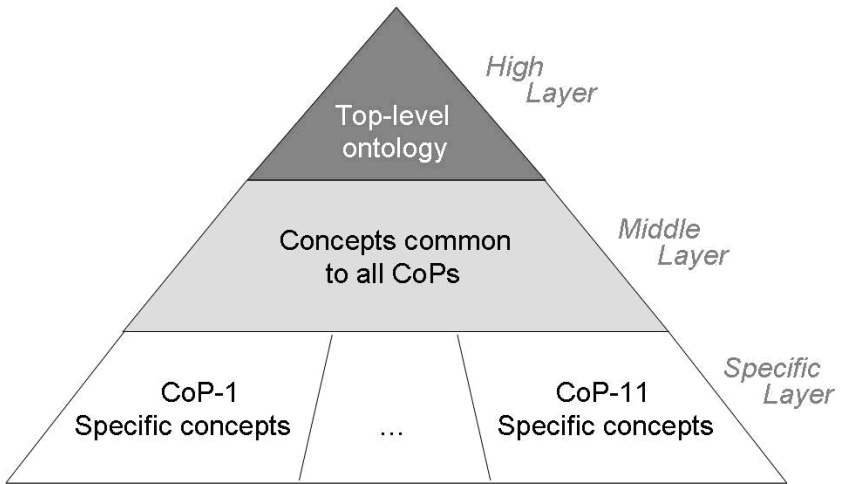 High
Layer
Top-level
ontology
Middle
Layer
Concepts common
to all CoPs
Specific
Layer
CoP-1
Specific concepts
...
CoP-11
Specific concepts